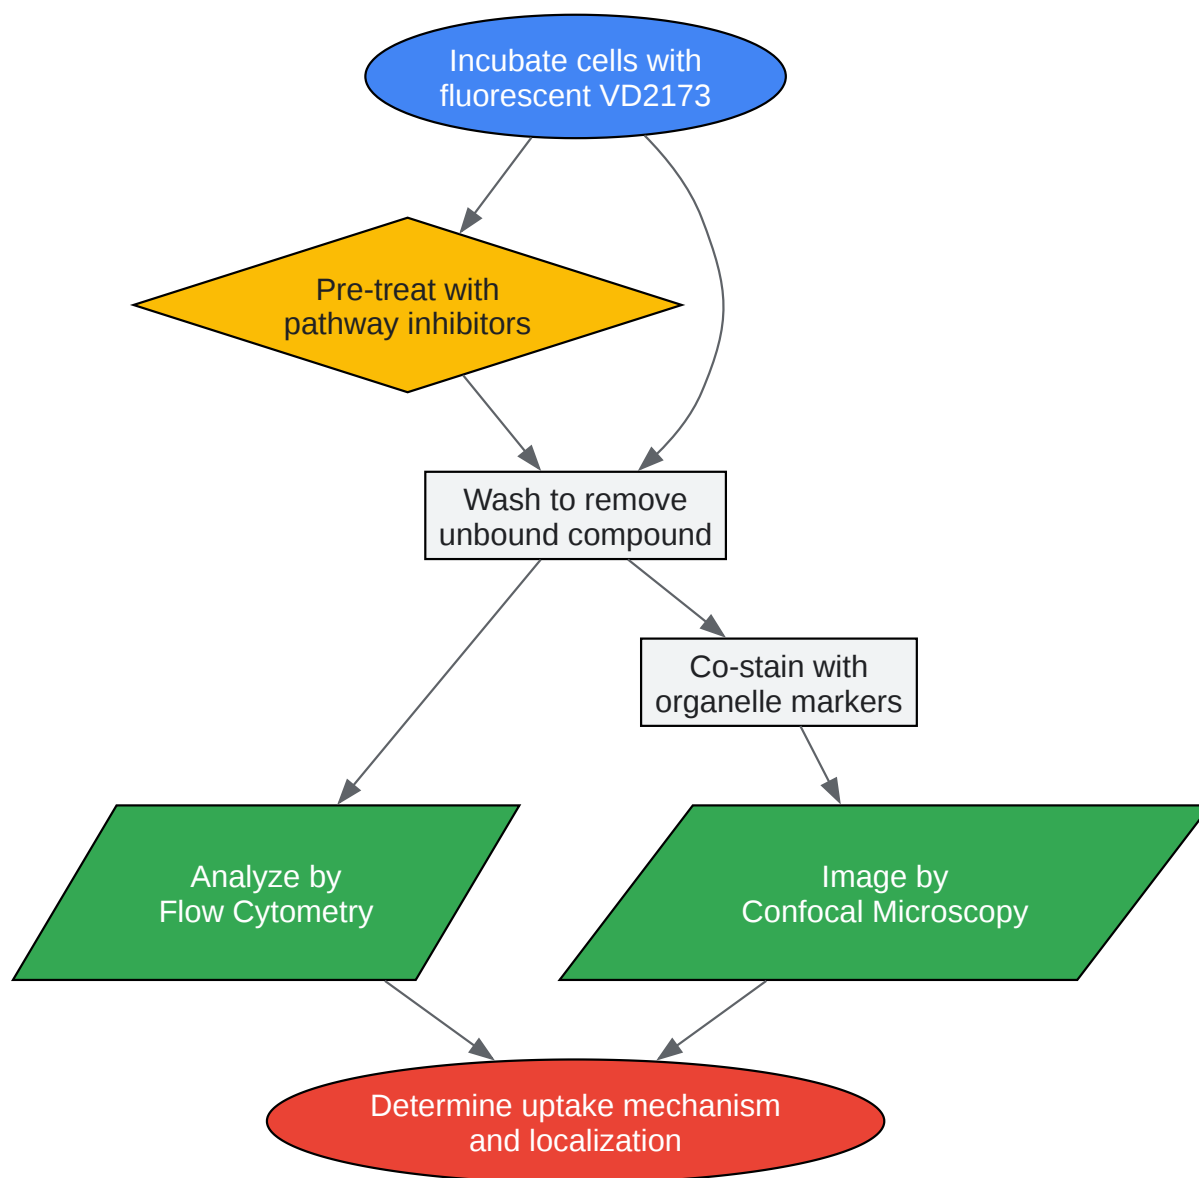 Incubate cells with
fluorescent VD2173
Pre-treat with
pathway inhibitors
Wash to remove
unbound compound
Co-stain with
organelle markers
Analyze by
Flow Cytometry
Image by
Confocal Microscopy
Determine uptake mechanism
and localization